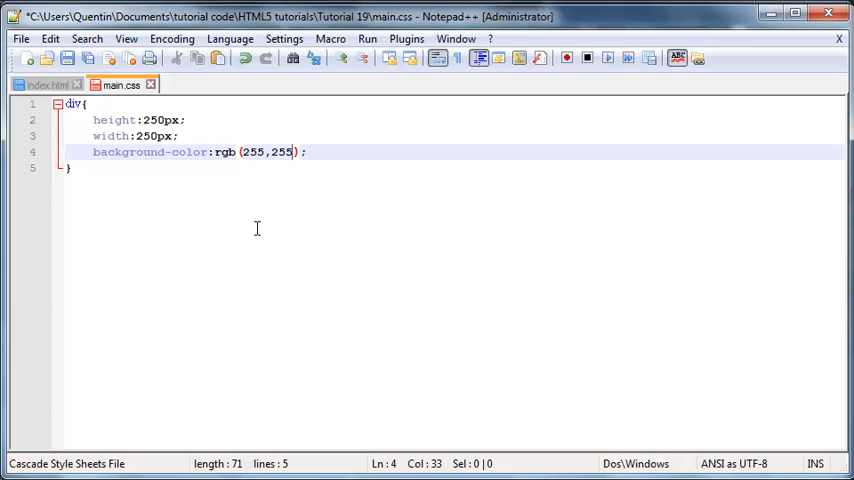 *C:\Users\Quentin\Documents\tutorial code\HTML5 tutorials\Tutorial 19\main.css - Notepad++ [Administrator]
File Edit Search View Encoding Language Settings Macro Run Plugins Window ? X
index.html main.css
1 div{
2 height:250px;
3 width:250px;
4 background-color:rgb(255,255);
5 }
Cascade Style Sheets File length : 71 lines : 5 Ln : 4 Col : 33 Sel : 0 | 0 Dos\Windows ANSI as UTF-8 INS